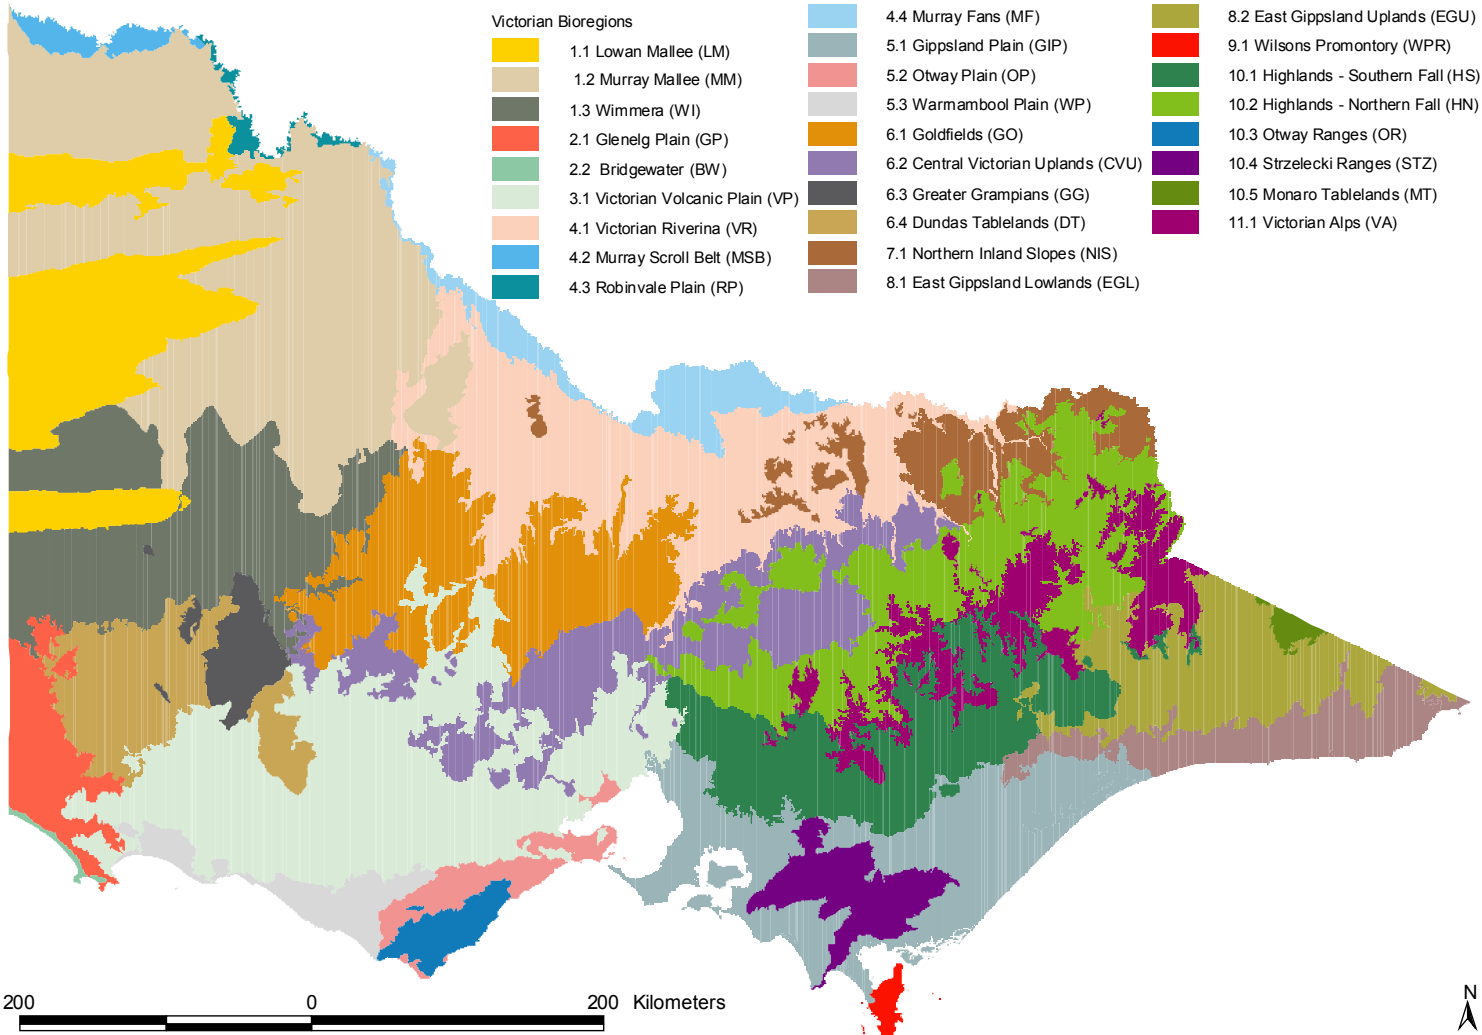 Victorian Bioregions
1.1 Lowan Mallee (LM)
1.2 Murray Mallee (MM)
1.3 Wimmera (WI)
2.1 Glenelg Plain (GP)
2.2 Bridgewater (BW)
3.1 Victorian Volcanic Plain (VP)
4.1 Victorian Riverina (VR)
4.2 Murray Scroll Belt (MSB)
4.3 Robinvale Plain (RP)
4.4 Murray Fans (MF)
5.1 Gippsland Plain (GIP)
5.2 Otway Plain (OP)
5.3 Warrnambool Plain (WP)
6.1 Goldfields (GO)
6.2 Central Victorian Uplands (CVU)
6.3 Greater Grampians (GG)
6.4 Dundas Tablelands (DT)
7.1 Northern Inland Slopes (NIS)
8.1 East Gippsland Lowlands (EGL)
8.2 East Gippsland Uplands (EGU)
9.1 Wilsons Promontory (WPR)
10.1 Highlands - Southern Fall (HS)
10.2 Highlands - Northern Fall (HN)
10.3 Otway Ranges (OR)
10.4 Strzelecki Ranges (STZ)
10.5 Monaro Tablelands (MT)
11.1 Victorian Alps (VA)
200 0 200 Kilometers
N